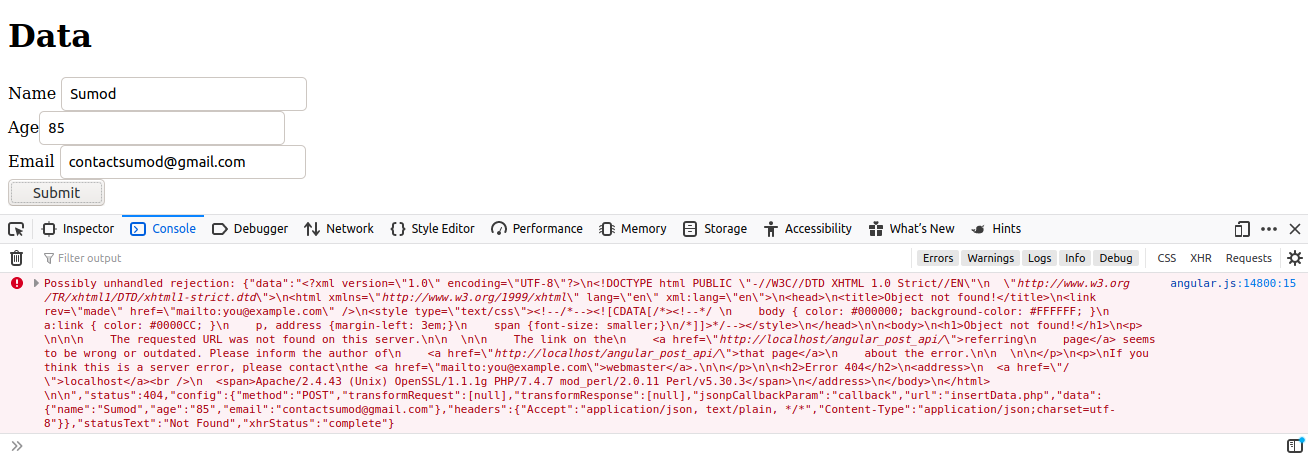 Data
Name Sumod
Age 85
Email contactsumod@gmail.com
Submit
Inspector Console Debugger Network Style Editor Performance Memory Storage Accessibility What's New Hints
Filter output Errors Warnings Logs Info Debug CSS XHR Requests
Possibly unhandled rejection: {"data":"<?xml version=\"1.0\" encoding=\"UTF-8\"?>\n<!DOCTYPE html PUBLIC \"-//W3C//DTD XHTML 1.0 Strict//EN\"\n  \"http://www.w3.org angular.js:14800:15
/TR/xhtml1/DTD/xhtml1-strict.dtd\">\n<html xmlns=\"http://www.w3.org/1999/xhtml\" lang=\"en\" xml:lang=\"en\">\n<head>\n<title>Object not found!</title>\n<link
rev=\"made\" href=\"mailto:you@example.com\" />\n<style type=\"text/css\"><!--/*--><![CDATA[/*><!--*/ \n    body { color: #000000; background-color: #FFFFFF; }\n
a:link { color: #0000CC; }\n    p, address {margin-left: 3em;}\n    span {font-size: smaller;}\n/*]]>*/--></style>\n</head>\n\n<body>\n<h1>Object not found!</h1>\n<p>
\n\n\n    The requested URL was not found on this server.\n\n  \n\n    The link on the\n    <a href=\"http://localhost/angular_post_api/\">referring\n    page</a> seems
to be wrong or outdated. Please inform the author of\n    <a href=\"http://localhost/angular_post_api/\">that page</a>\n    about the error.\n\n  \n\n</p>\n<p>\nIf you
think this is a server error, please contact\nthe <a href=\"mailto:you@example.com\">webmaster</a>.\n\n</p>\n\n<h2>Error 404</h2>\n<address>\n  <a href=\"/
\">localhost</a><br />\n  <span>Apache/2.4.43 (Unix) OpenSSL/1.1.1g PHP/7.4.7 mod_perl/2.0.11 Perl/v5.30.3</span>\n</address>\n</body>\n</html>
\n\n","status":404,"config":{"method":"POST","transformRequest":[null],"transformResponse":[null],"jsonpCallbackParam":"callback","url":"insertData.php","data":
{"name":"Sumod","age":"85","email":"contactsumod@gmail.com"},"headers":{"Accept":"application/json, text/plain, */*","Content-Type":"application/json;charset=utf-
8"}},"statusText":"Not Found","xhrStatus":"complete"}